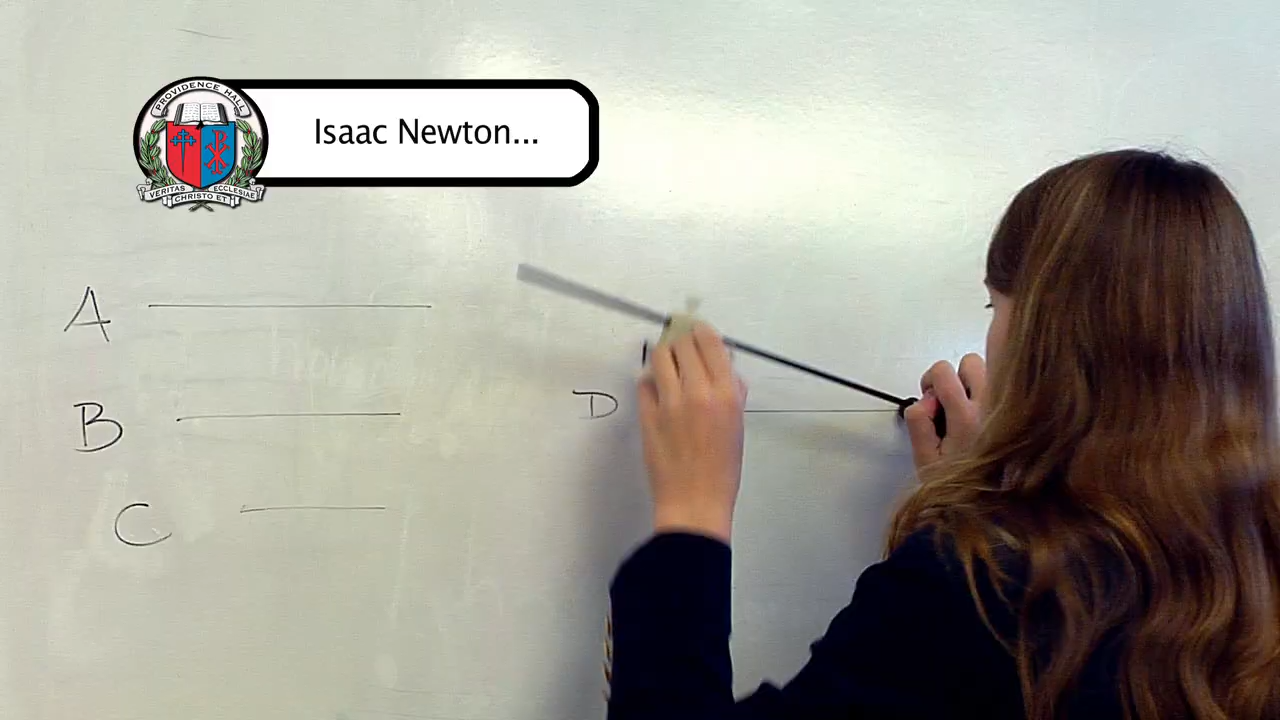 PROVIDENCE HALL
VERITAS CHRISTO ET ECCLESIAE
Isaac Newton...
A
B
C
D